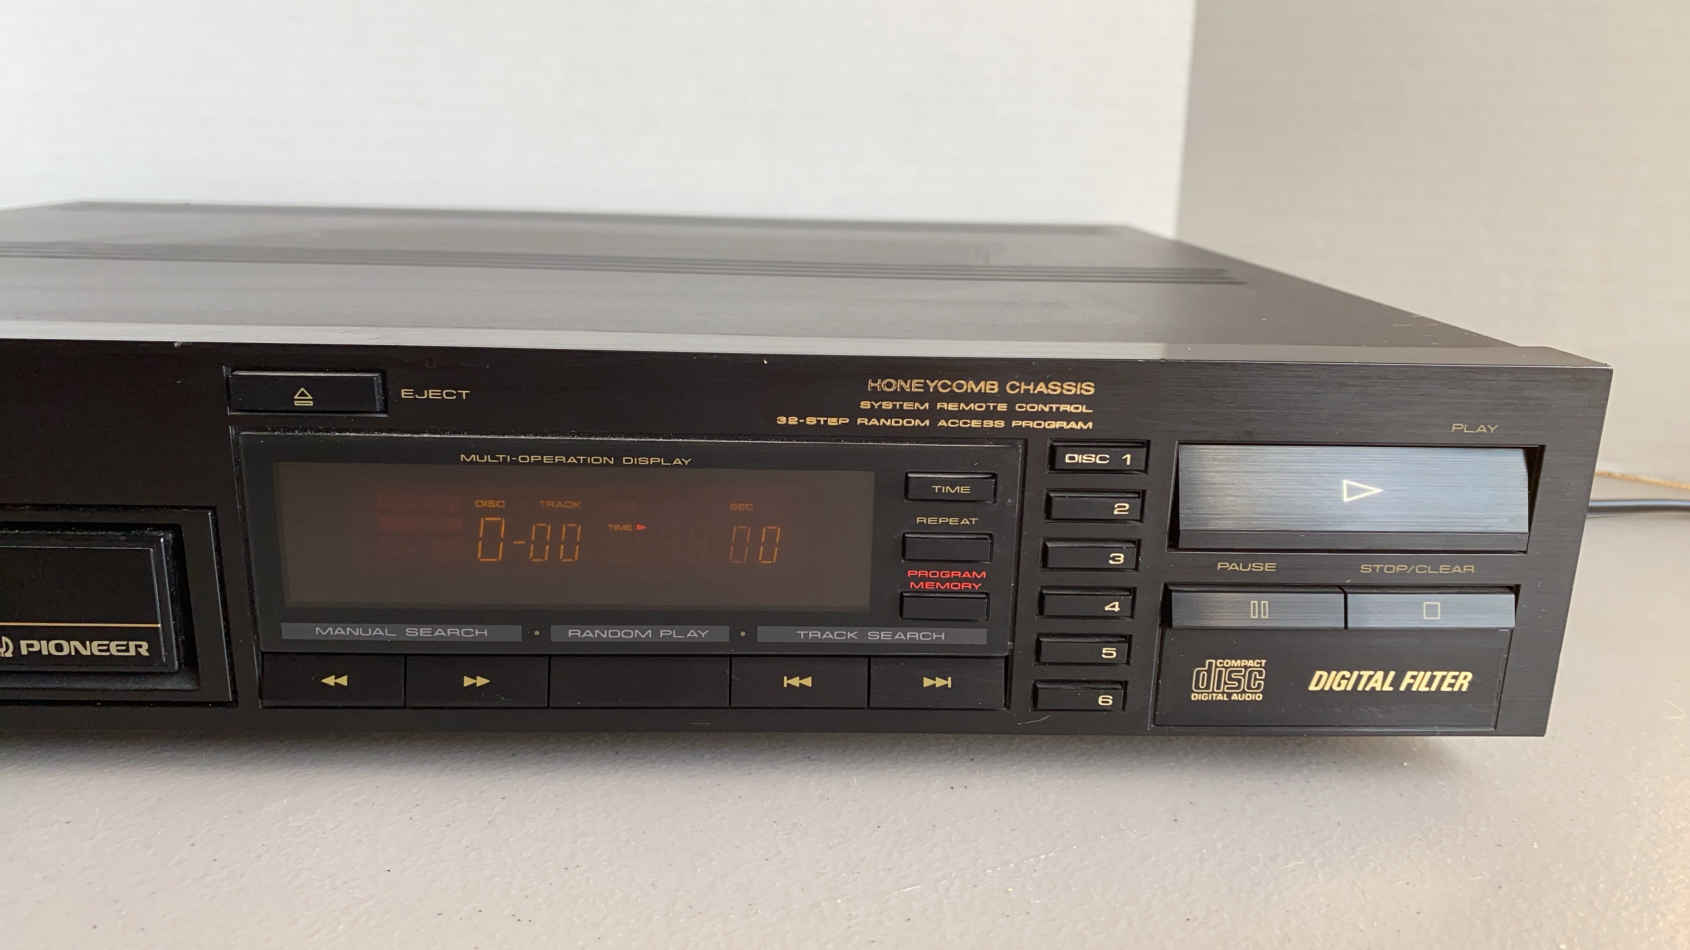 EJECT
HONEYCOMB CHASSIS
SYSTEM REMOTE CONTROL
32-STEP RANDOM ACCESS PROGRAM
PLAY
MULTI-OPERATION DISPLAY
DISC TRACK SEC
0-00 TIME 00
TIME
REPEAT
PROGRAM
MEMORY
DISC 1
2
3
4
5
6
PAUSE
STOP/CLEAR
PIONEER
MANUAL SEARCH
RANDOM PLAY
TRACK SEARCH
COMPACT
disc
DIGITAL AUDIO
DIGITAL FILTER